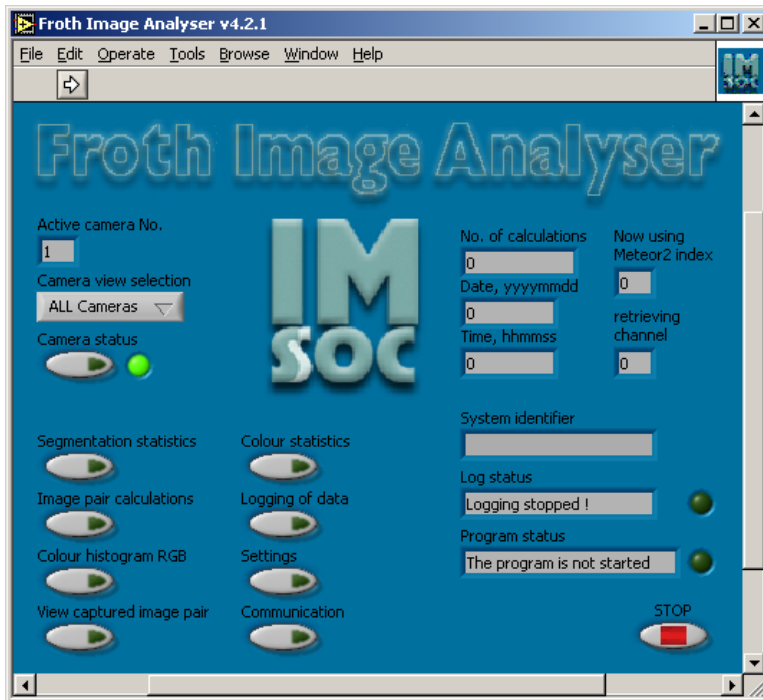 Froth Image Analyser v4.2.1
File Edit Operate Tools Browse Window Help
IM
SOC
Froth Image Analyser
Active camera No.
1
Camera view selection
ALL Cameras
Camera status
IM
SOC
No. of calculations
0
Date, yyyymmdd
0
Time, hhmmss
0
Now using
Meteor2 index
0
retrieving
channel
0
Segmentation statistics
Colour statistics
Image pair calculations
Logging of data
Colour histogram RGB
Settings
View captured image pair
Communication
System identifier
Log status
Logging stopped !
Program status
The program is not started
STOP